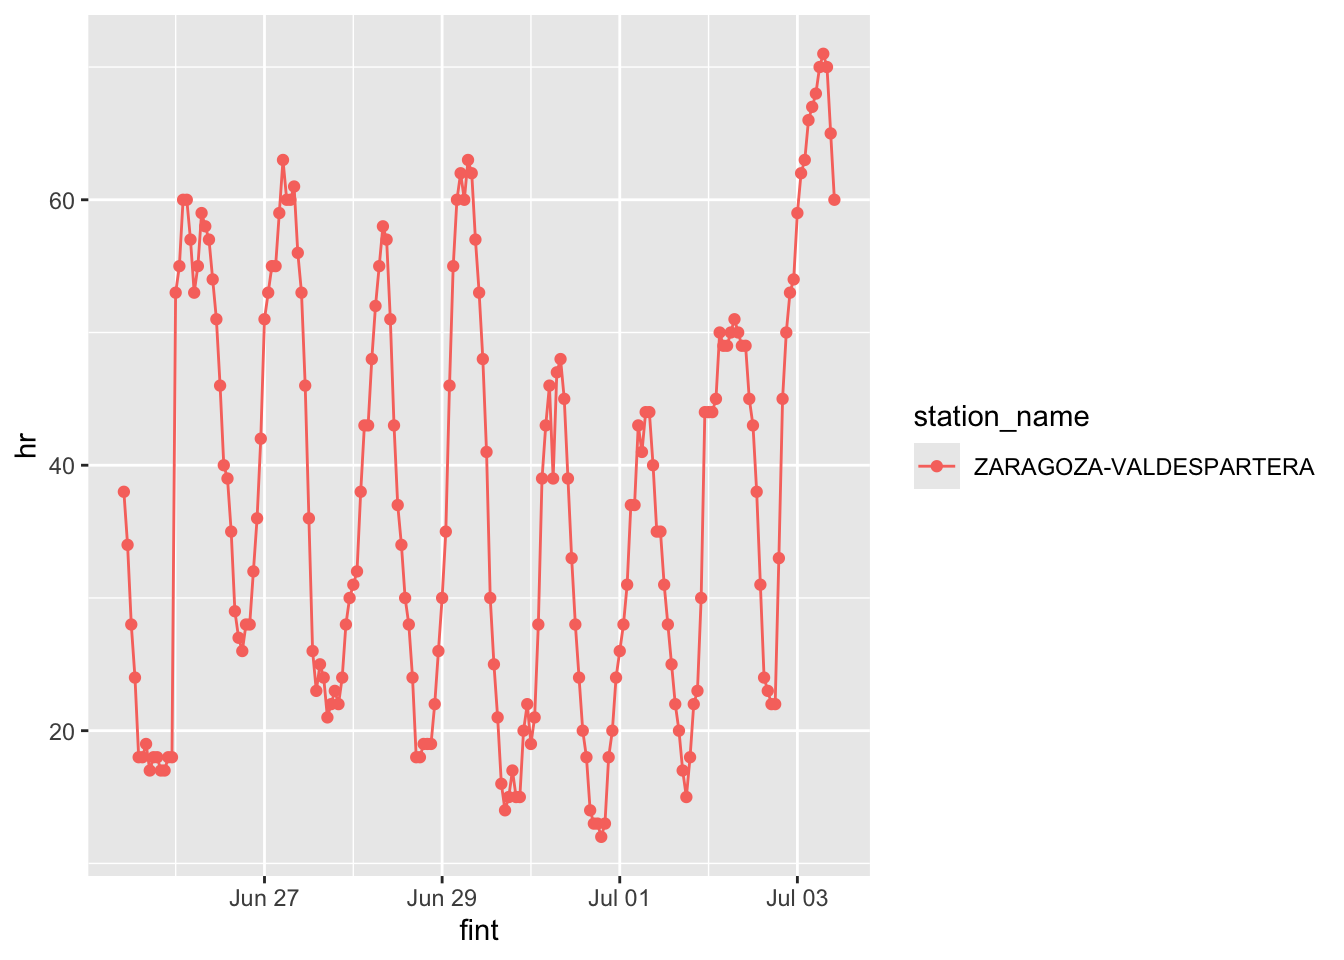 hr
60
40
20
Jun 27 Jun 29 Jul 01 Jul 03
fint
station_name
ZARAGOZA-VALDESPARTERA